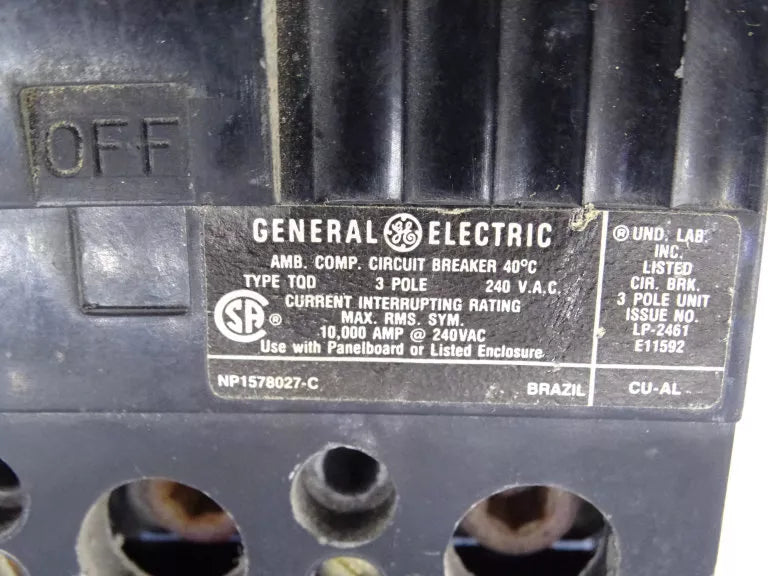 OFF
GENERAL GE ELECTRIC
AMB. COMP. CIRCUIT BREAKER 40°C
TYPE TQD 3 POLE 240 V.A.C.
CURRENT INTERRUPTING RATING
MAX. RMS. SYM.
10,000 AMP @ 240VAC
Use with Panelboard or Listed Enclosure
SA ®
NP1578027-C BRAZIL
® UND. LAB.
INC.
LISTED
CIR. BRK.
3 POLE UNIT
ISSUE NO.
LP-2461
E11592
CU-AL